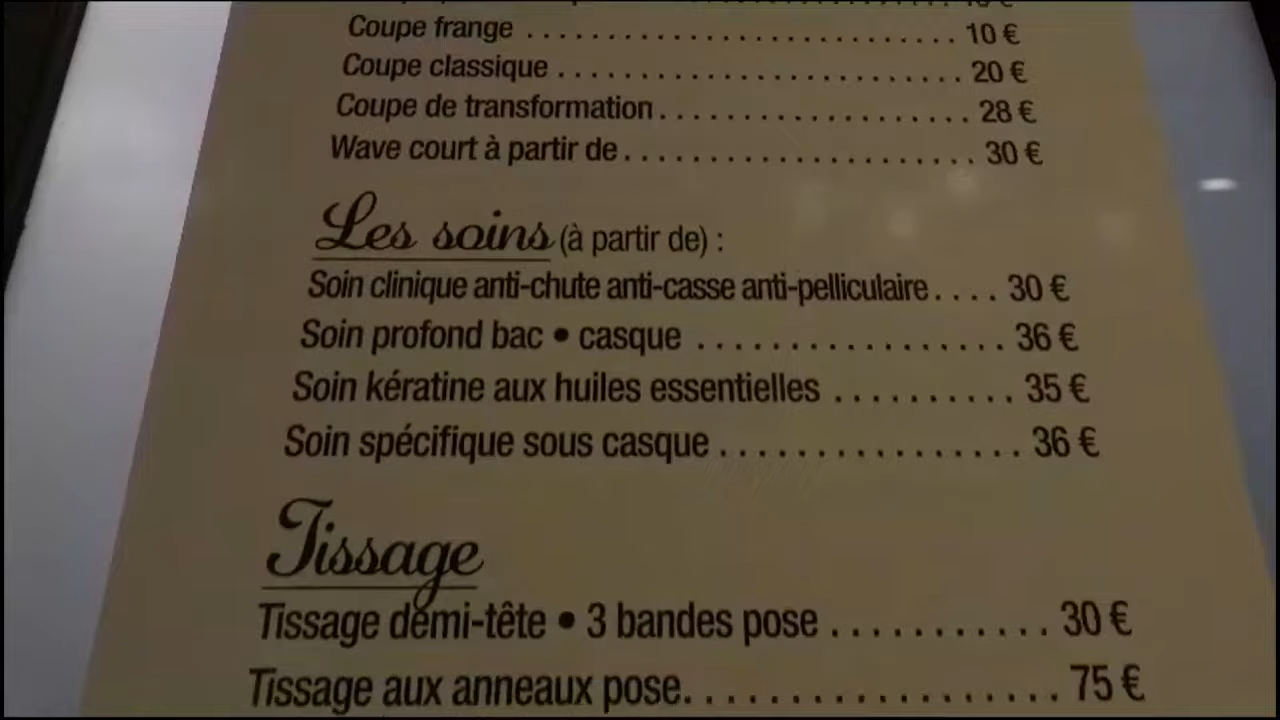 Coupe frange ............................ 10 €
Coupe classique .......................... 20 €
Coupe de transformation ................... 28 €
Wave court à partir de ..................... 30 €
Les soins (à partir de) :
Soin clinique anti-chute anti-casse anti-pelliculaire .... 30 €
Soin profond bac • casque ................. 36 €
Soin kératine aux huiles essentielles .......... 35 €
Soin spécifique sous casque ................ 36 €
Tissage
Tissage demi-tête • 3 bandes pose ........... 30 €
Tissage aux anneaux pose .................. 75 €